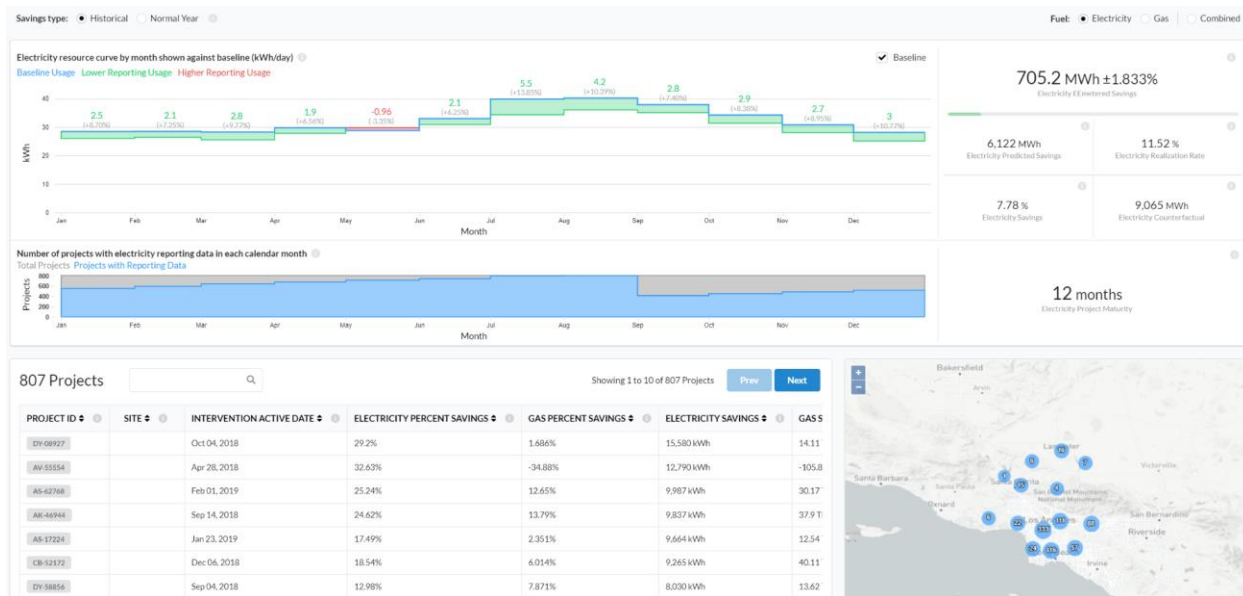 Savings type: Historical Normal Year
Fuel: Electricity Gas Combined
Electricity resource curve by month shown against baseline (kWh/day)
Baseline
Baseline Usage Lower Reporting Usage Higher Reporting Usage
2.5 2.1 2.8 1.9 -0.96 2.1 5.5 4.2 2.8 2.9 2.7 3
(+8.70%) (+7.25%) (+9.77%) (+6.56%) (+6.25%) (+13.85%) (+10.39%) (+7.40%) (+8.38%) (+8.95%) (+10.77%)
40
30
20
10
0
kWh
Jan Feb Mar Apr May Jun Jul Aug Sep Oct Nov Dec
Month
705.2 MWh ±1.833%
Electricity EEmetered Savings
6,122 MWh
Electricity Predicted Savings
11.52 %
Electricity Realization Rate
7.78 %
Electricity Savings
9,065 MWh
Electricity Counterfactual
Number of projects with electricity reporting data in each calendar month
Total Projects Projects with Reporting Data
800
600
400
200
0
Projects
Jan Feb Mar Apr May Jun Jul Aug Sep Oct Nov Dec
Month
12 months
Electricity Project Maturity
807 Projects
Showing 1 to 10 of 807 Projects Prev Next
PROJECT ID SITE INTERVENTION ACTIVE DATE ELECTRICITY PERCENT SAVINGS GAS PERCENT SAVINGS ELECTRICITY SAVINGS GAS S
DY-08927 Oct 04, 2018 29.2% 1.686% 15,580 kWh 14.11
AV-55554 Apr 28, 2018 32.63% -34.88% 12,790 kWh -105.8
AS-62768 Feb 01, 2019 25.24% 12.65% 9,987 kWh 30.17
AK-46944 Sep 14, 2018 24.62% 13.79% 9,837 kWh 37.9 T
AS-17224 Jan 23, 2019 17.49% 2.351% 9,664 kWh 12.54
CB-52172 Dec 06, 2018 18.54% 6.014% 9,265 kWh 40.11
DY-58856 Sep 04, 2018 12.98% 7.871% 8,030 kWh 13.62
+
−
Bakersfield
Arvin
Victorville
Santa Barbara
Santa Paula
Oxnard
San Bernardino
Riverside
Irvine